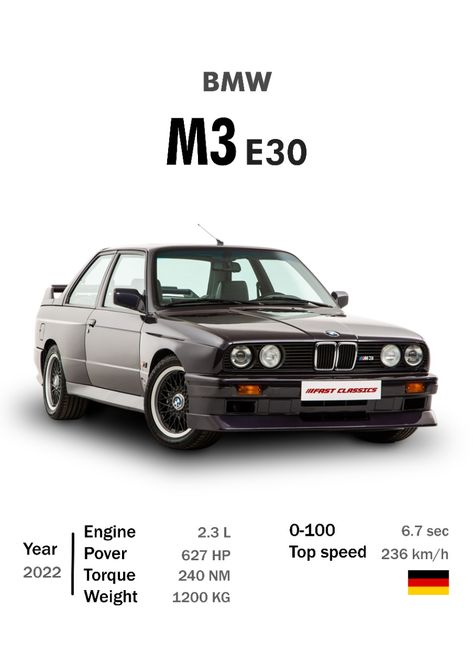 BMW
M3 E30
M3
///FAST CLASSICS
Year
2022
Engine 2.3 L
Pover 627 HP
Torque 240 NM
Weight 1200 KG
0-100 6.7 sec
Top speed 236 km/h